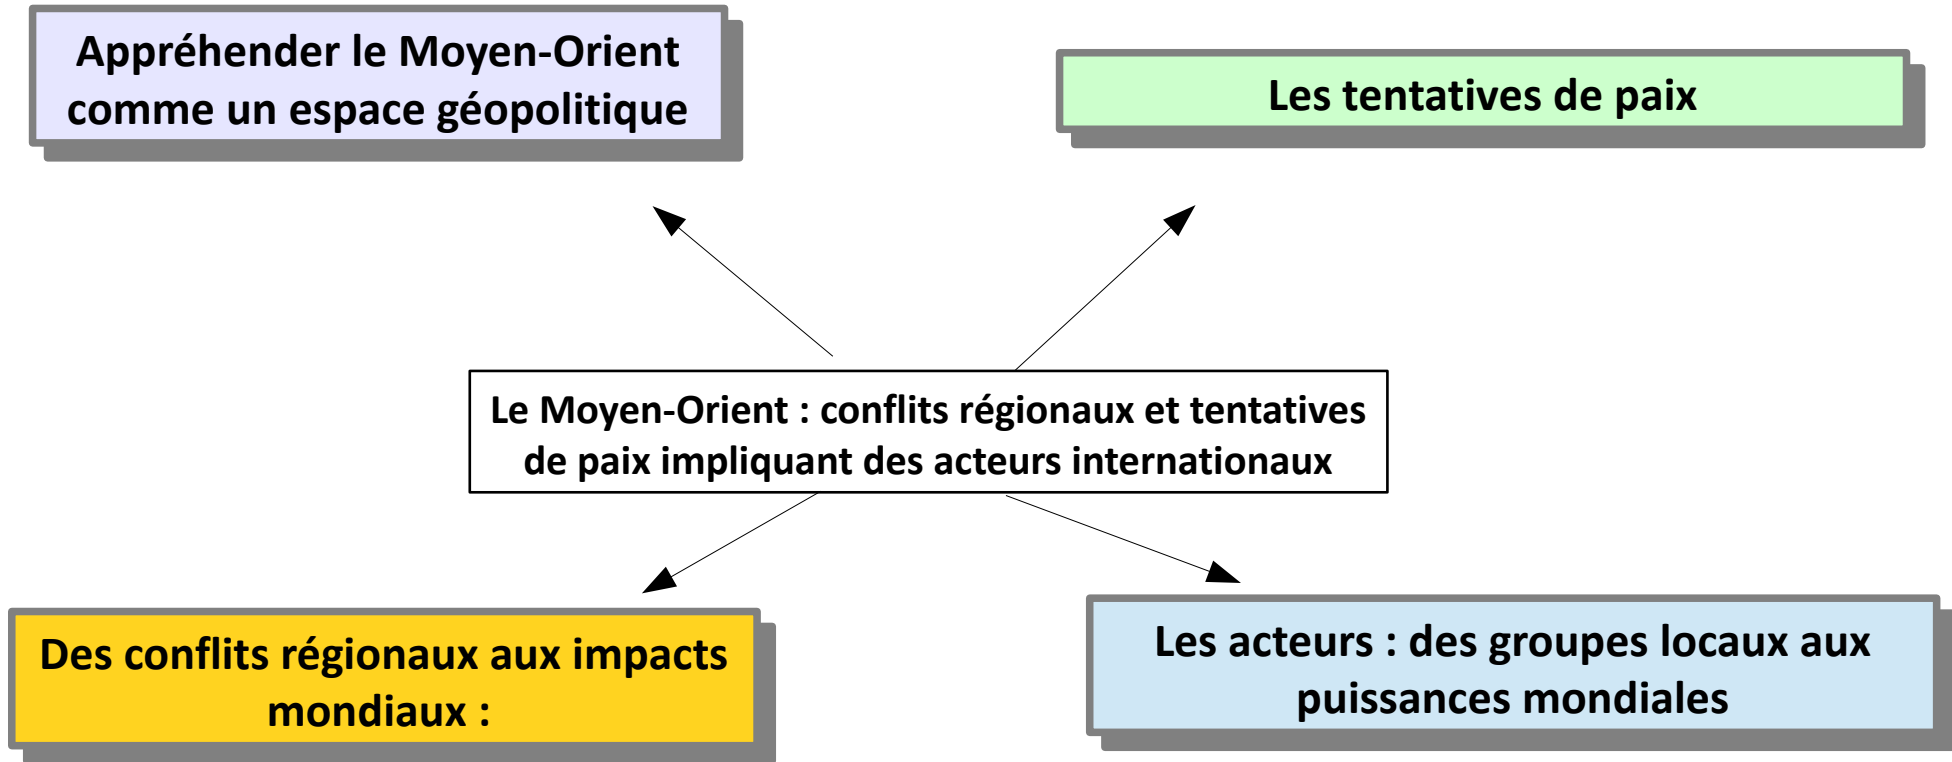 Appréhender le Moyen-Orient
comme un espace géopolitique
Les tentatives de paix
Le Moyen-Orient : conflits régionaux et tentatives
de paix impliquant des acteurs internationaux
Des conflits régionaux aux impacts
mondiaux :
Les acteurs : des groupes locaux aux
puissances mondiales